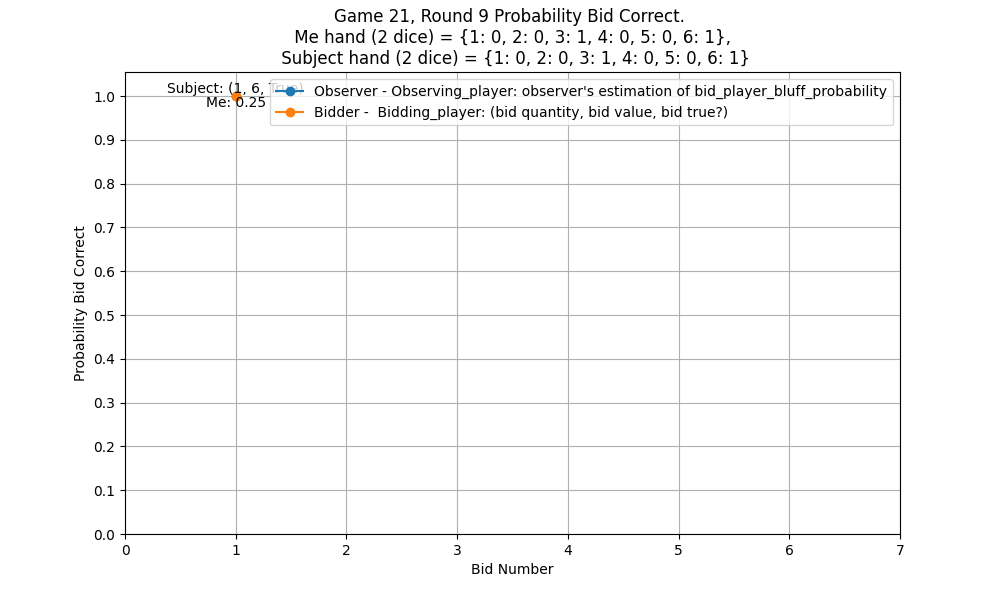 Game 21, Round 9 Probability Bid Correct.
Me hand (2 dice) = {1: 0, 2: 0, 3: 1, 4: 0, 5: 0, 6: 1},
Subject hand (2 dice) = {1: 0, 2: 0, 3: 1, 4: 0, 5: 0, 6: 1}
Subject: (1, 6, True)
Me: 0.25
Observer - Observing_player: observer's estimation of bid_player_bluff_probability
Bidder - Bidding_player: (bid quantity, bid value, bid true?)
1.0
0.9
0.8
0.7
0.6
0.5
0.4
0.3
0.2
0.1
0.0
Probability Bid Correct
0 1 2 3 4 5 6 7
Bid Number